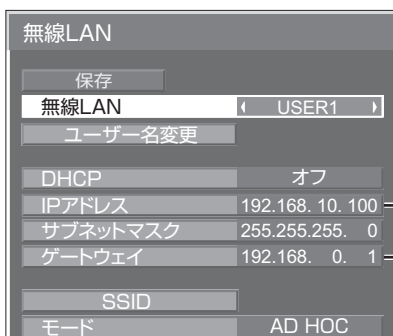 無線LAN
保存
無線LAN USER1
ユーザー名変更
DHCP オフ
IPアドレス 192.168. 10. 100
サブネットマスク 255.255.255. 0
ゲートウェイ 192.168. 0. 1
SSID
モード AD HOC